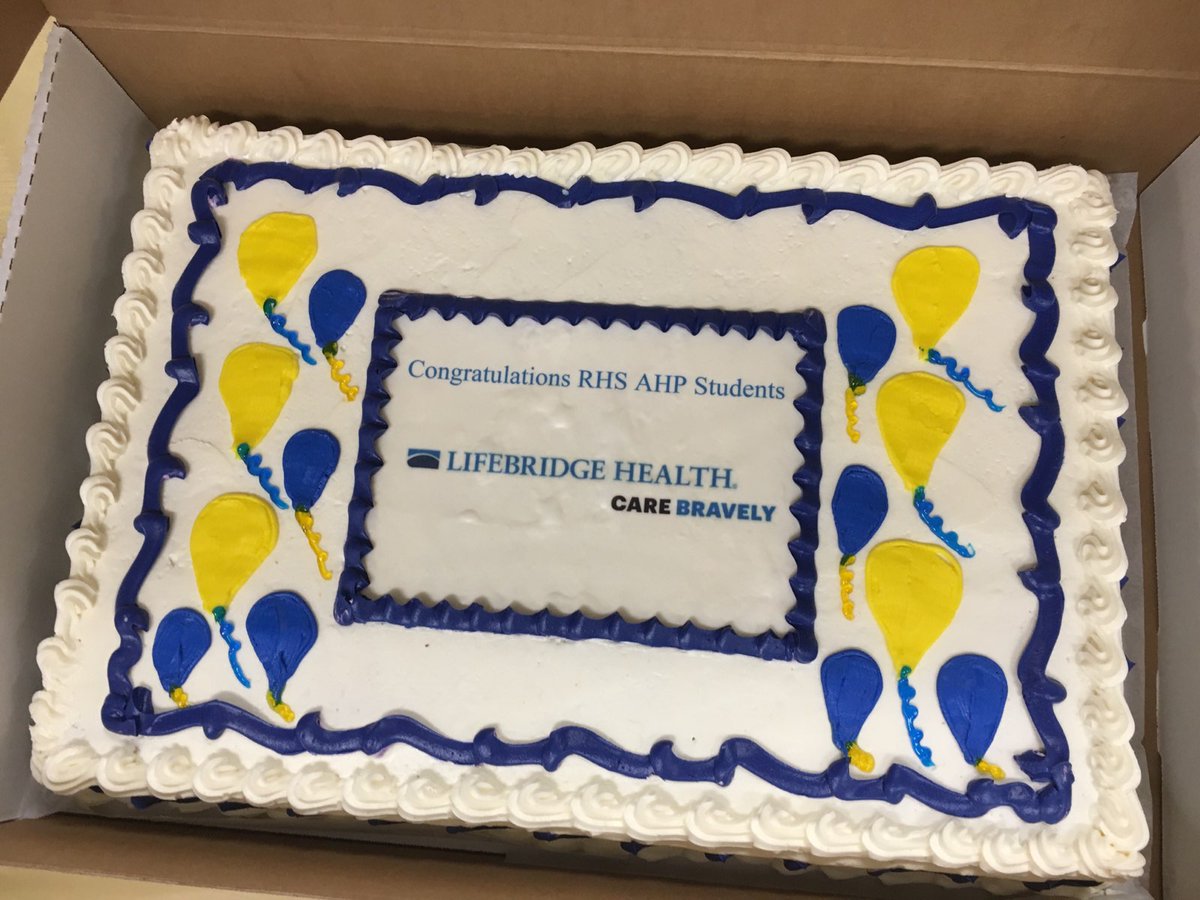 Congratulations RHS AHP Students
LIFEBRIDGE HEALTH®
CARE BRAVELY